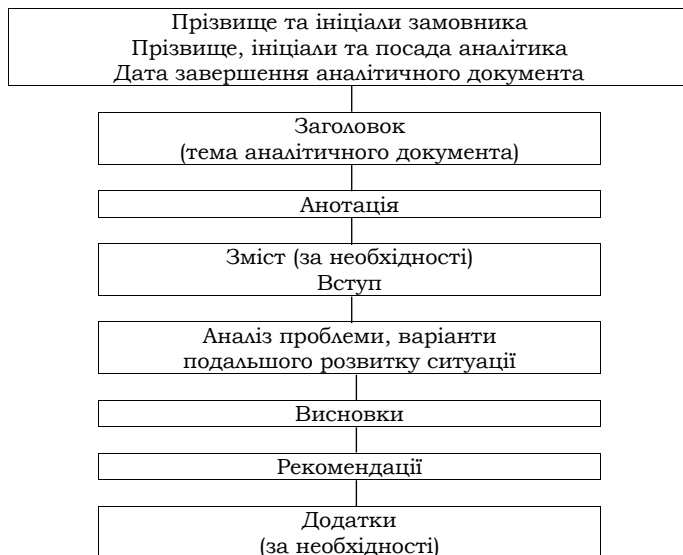 Прізвище та ініціали замовника
Прізвище, ініціали та посада аналітика
Дата завершення аналітичного документа
Заголовок
(тема аналітичного документа)
Анотація
Зміст (за необхідності)
Вступ
Аналіз проблеми, варіанти
подальшого розвитку ситуації
Висновки
Рекомендації
Додатки
(за необхідності)